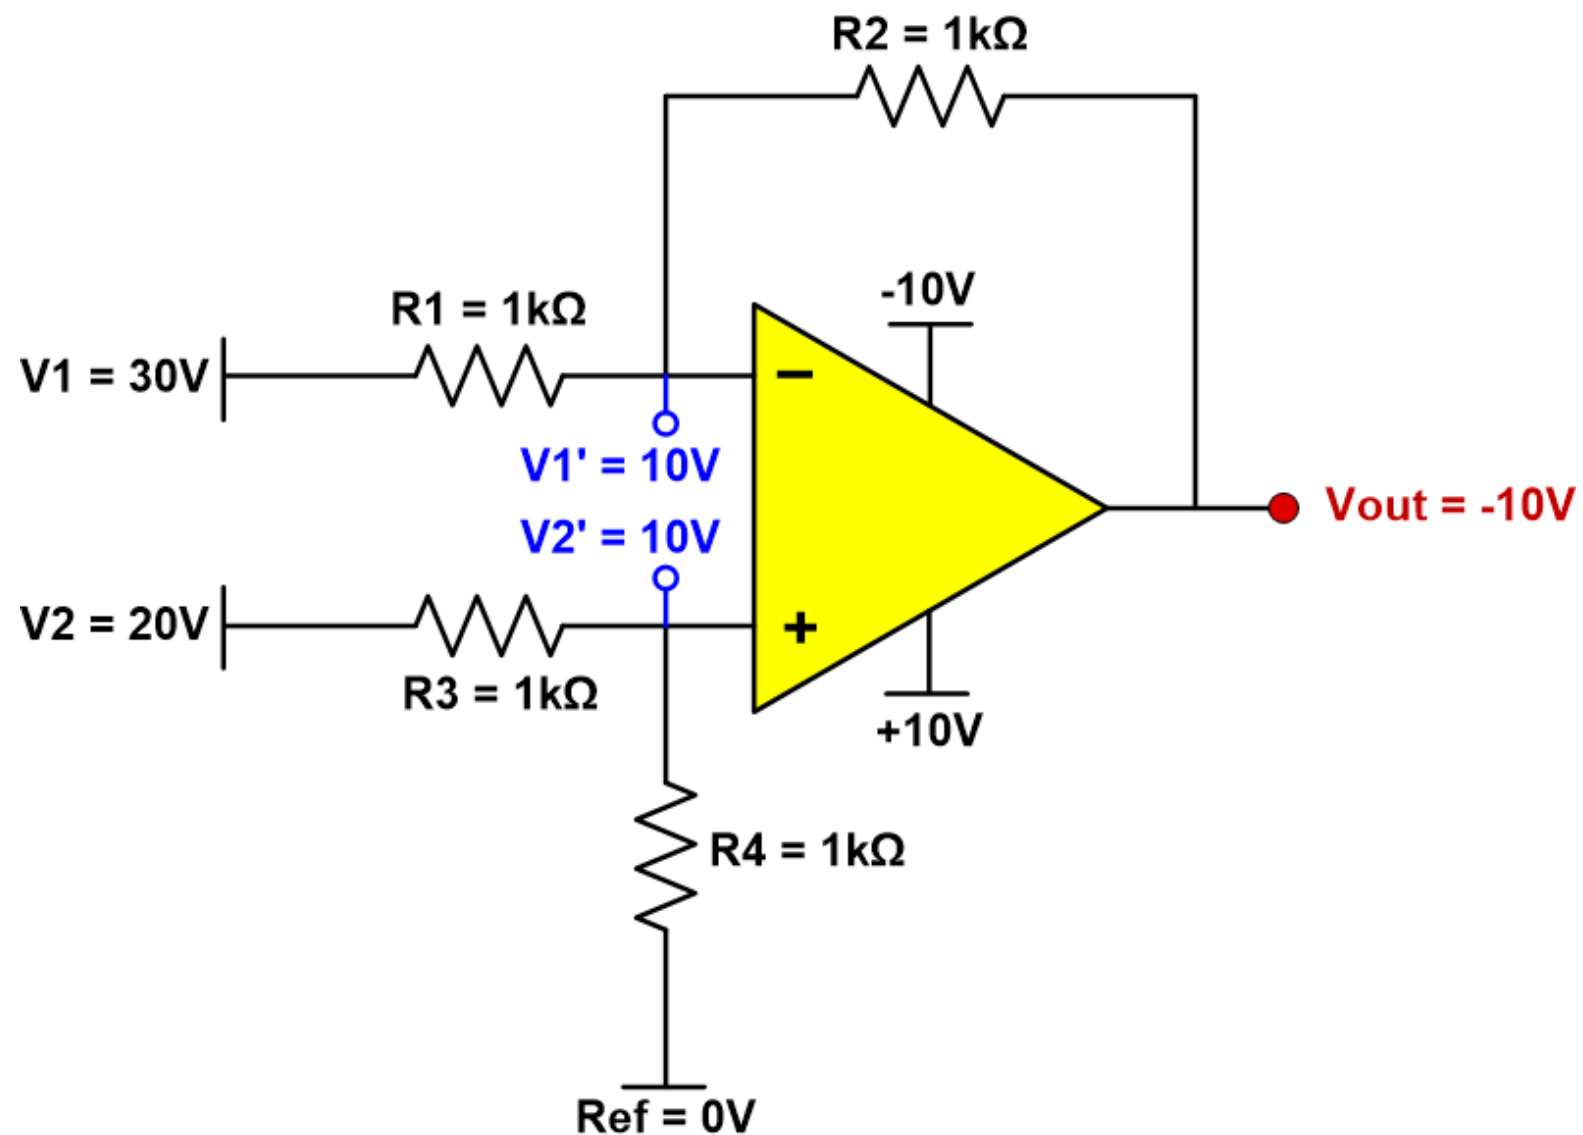 R2 = 1kΩ
-10V
R1 = 1kΩ
V1 = 30V
−
V1' = 10V
Vout = -10V
V2' = 10V
V2 = 20V
+
R3 = 1kΩ
+10V
R4 = 1kΩ
Ref = 0V